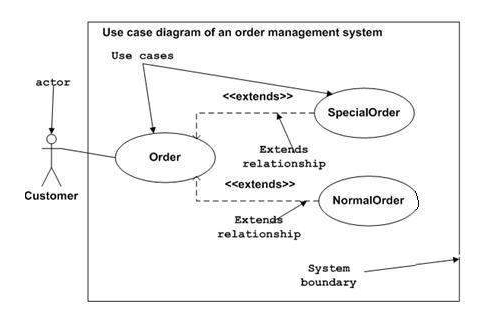 Use case diagram of an order management system
Use cases
actor
<<extends>>
SpecialOrder
Extends
relationship
Order
<<extends>>
Customer
NormalOrder
Extends
relationship
System
boundary